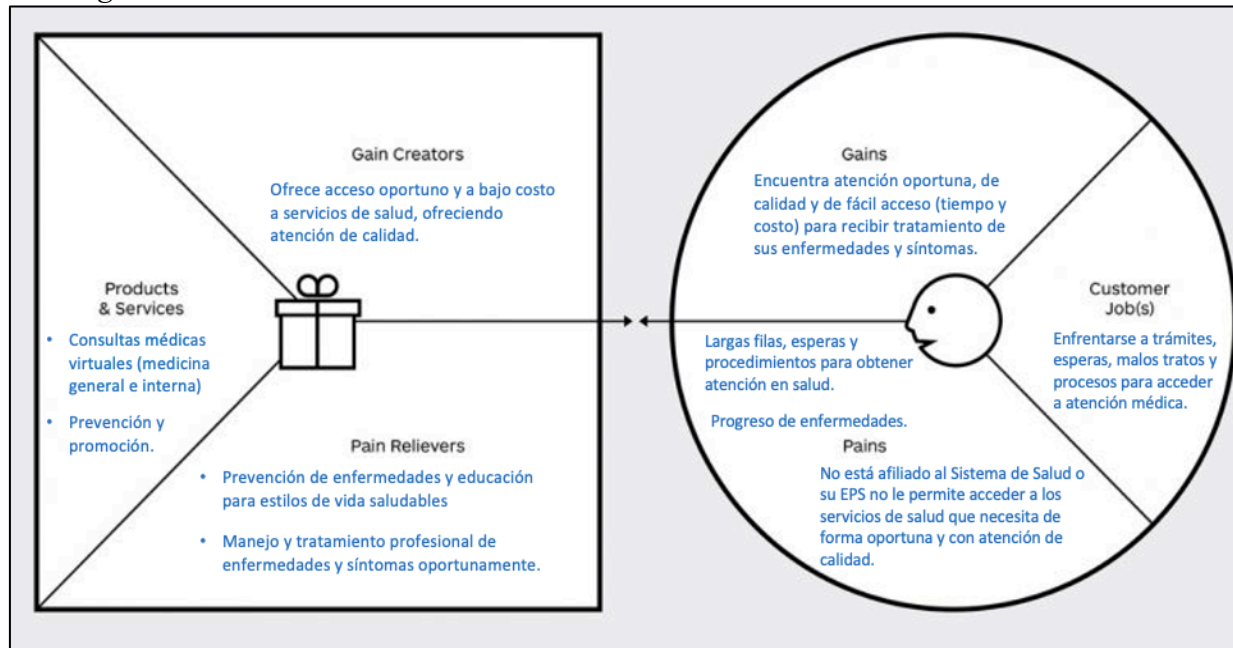 Gain Creators
Ofrece acceso oportuno y a bajo costo
a servicios de salud, ofreciendo
atención de calidad.
Products
& Services
• Consultas médicas
virtuales (medicina
general e interna)
• Prevención y
promoción.
Pain Relievers
• Prevención de enfermedades y educación
para estilos de vida saludables
• Manejo y tratamiento profesional de
enfermedades y síntomas oportunamente.
Gains
Encuentra atención oportuna, de
calidad y de fácil acceso (tiempo y
costo) para recibir tratamiento de
sus enfermedades y síntomas.
Customer
Job(s)
Enfrentarse a trámites,
esperas, malos tratos y
procesos para acceder
a atención médica.
Largas filas, esperas y
procedimientos para obtener
atención en salud.
Progreso de enfermedades.
Pains
No está afiliado al Sistema de Salud o
su EPS no le permite acceder a los
servicios de salud que necesita de
forma oportuna y con atención de
calidad.